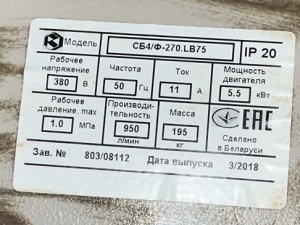 Модель СБ4/Ф-270.LB75 IP 20
Рабочее напряжение Частота Ток Мощность двигателя
380 В 50 Гц 11 А 5.5 кВт
Рабочее давление, max Производительность Масса
1.0 МПа 950 л/мин 195 кг
EAC
Сделано в Беларуси
Зав. № 803/08112 Дата выпуска 3/2018